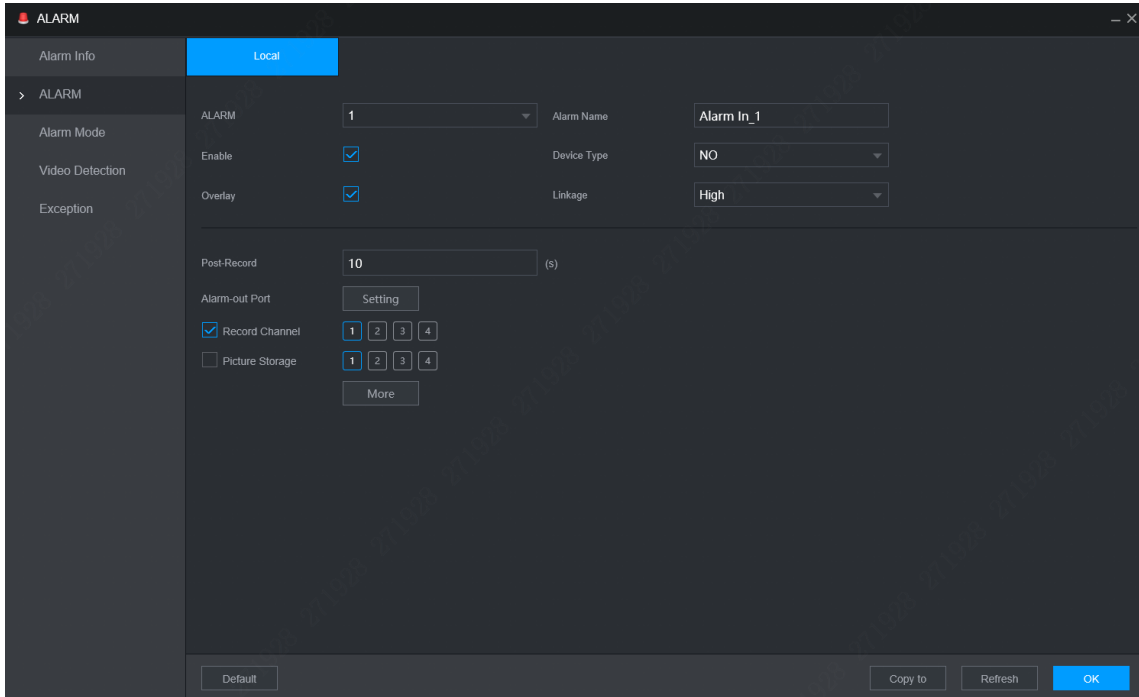 ALARM
Alarm Info
ALARM
Alarm Mode
Video Detection
Exception
Local
ALARM 1 Alarm Name Alarm In_1
Enable Device Type NO
Overlay Linkage High
Post-Record 10 (s)
Alarm-out Port Setting
Record Channel 1 2 3 4
Picture Storage 1 2 3 4
More
Default Copy to Refresh OK